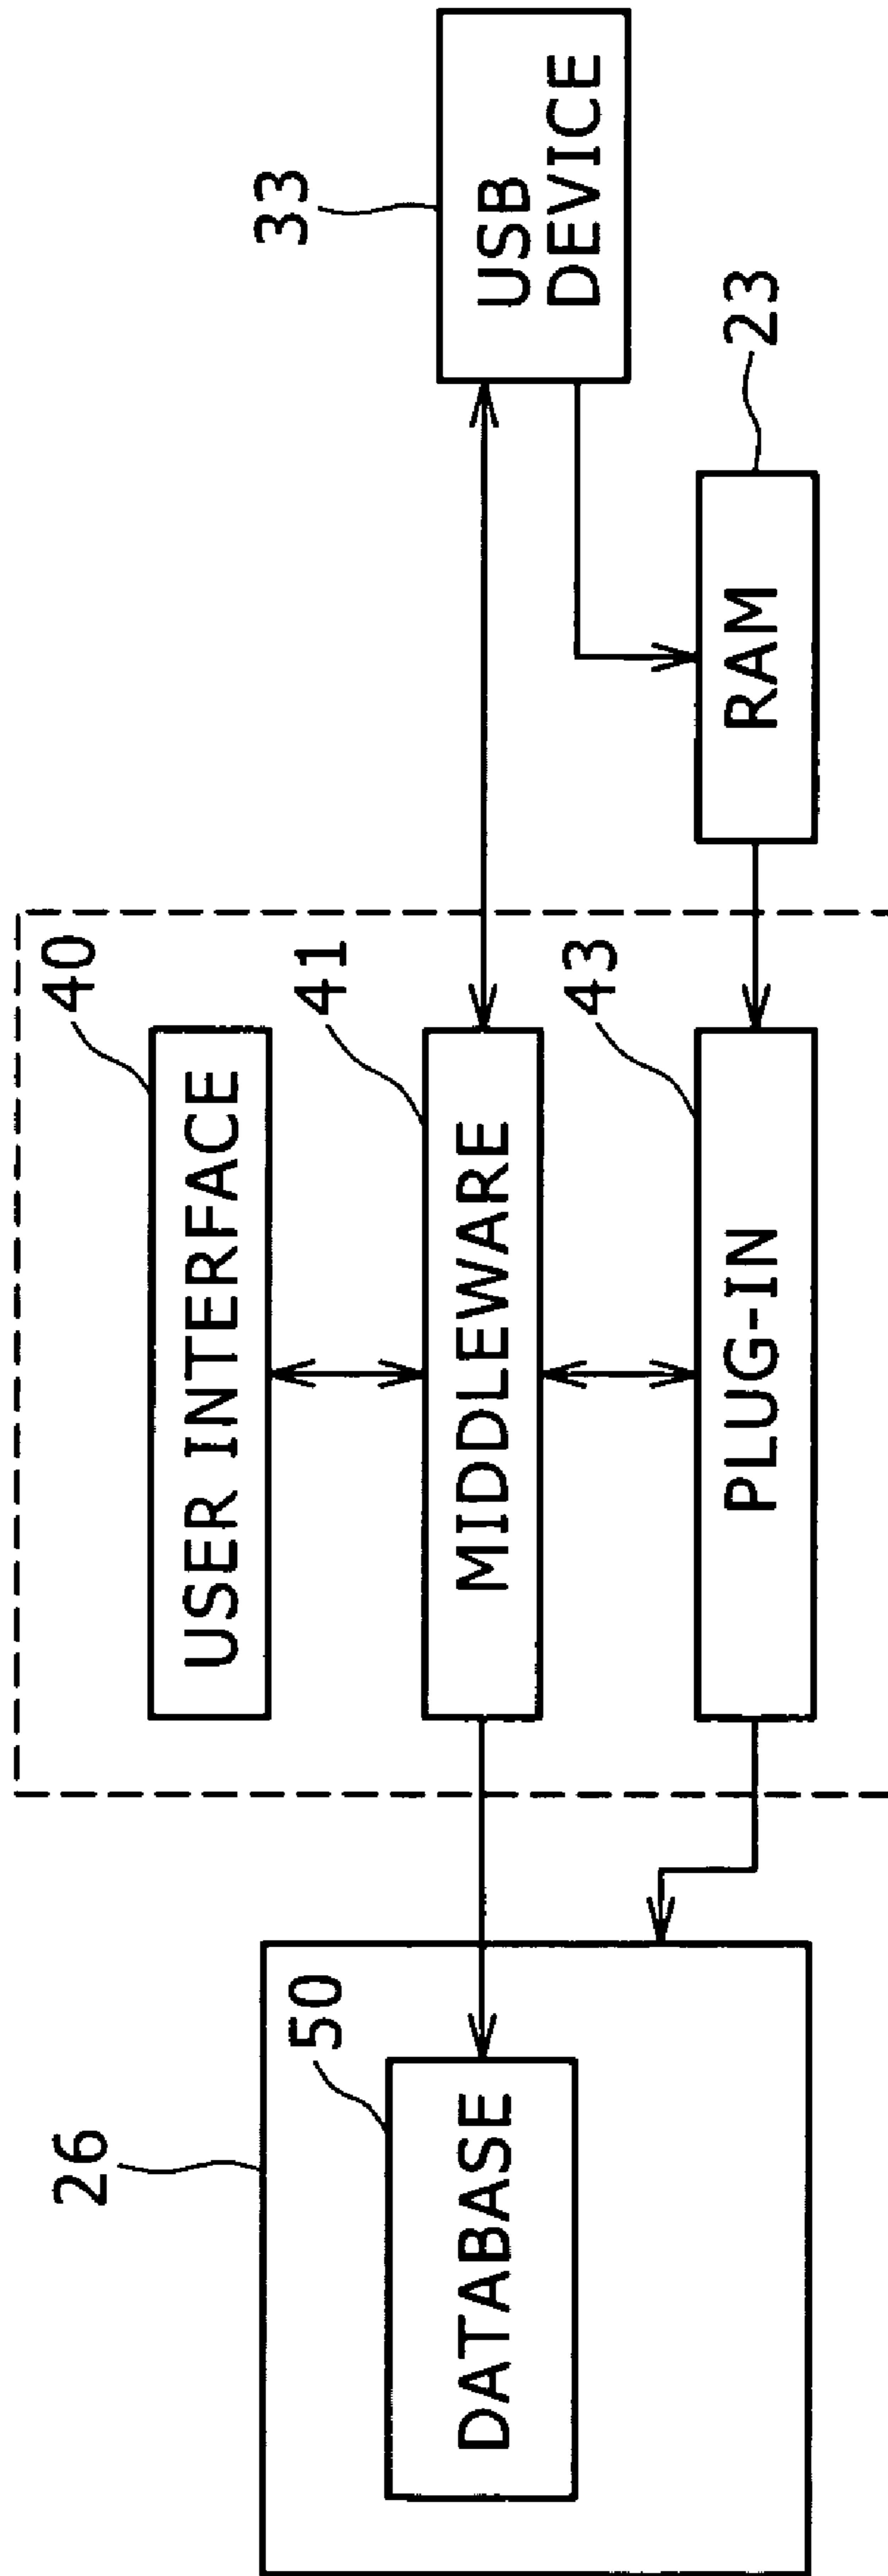 26
50
DATABASE
40
USER INTERFACE
41
MIDDLEWARE
43
PLUG-IN
33
USB
DEVICE
23
RAM